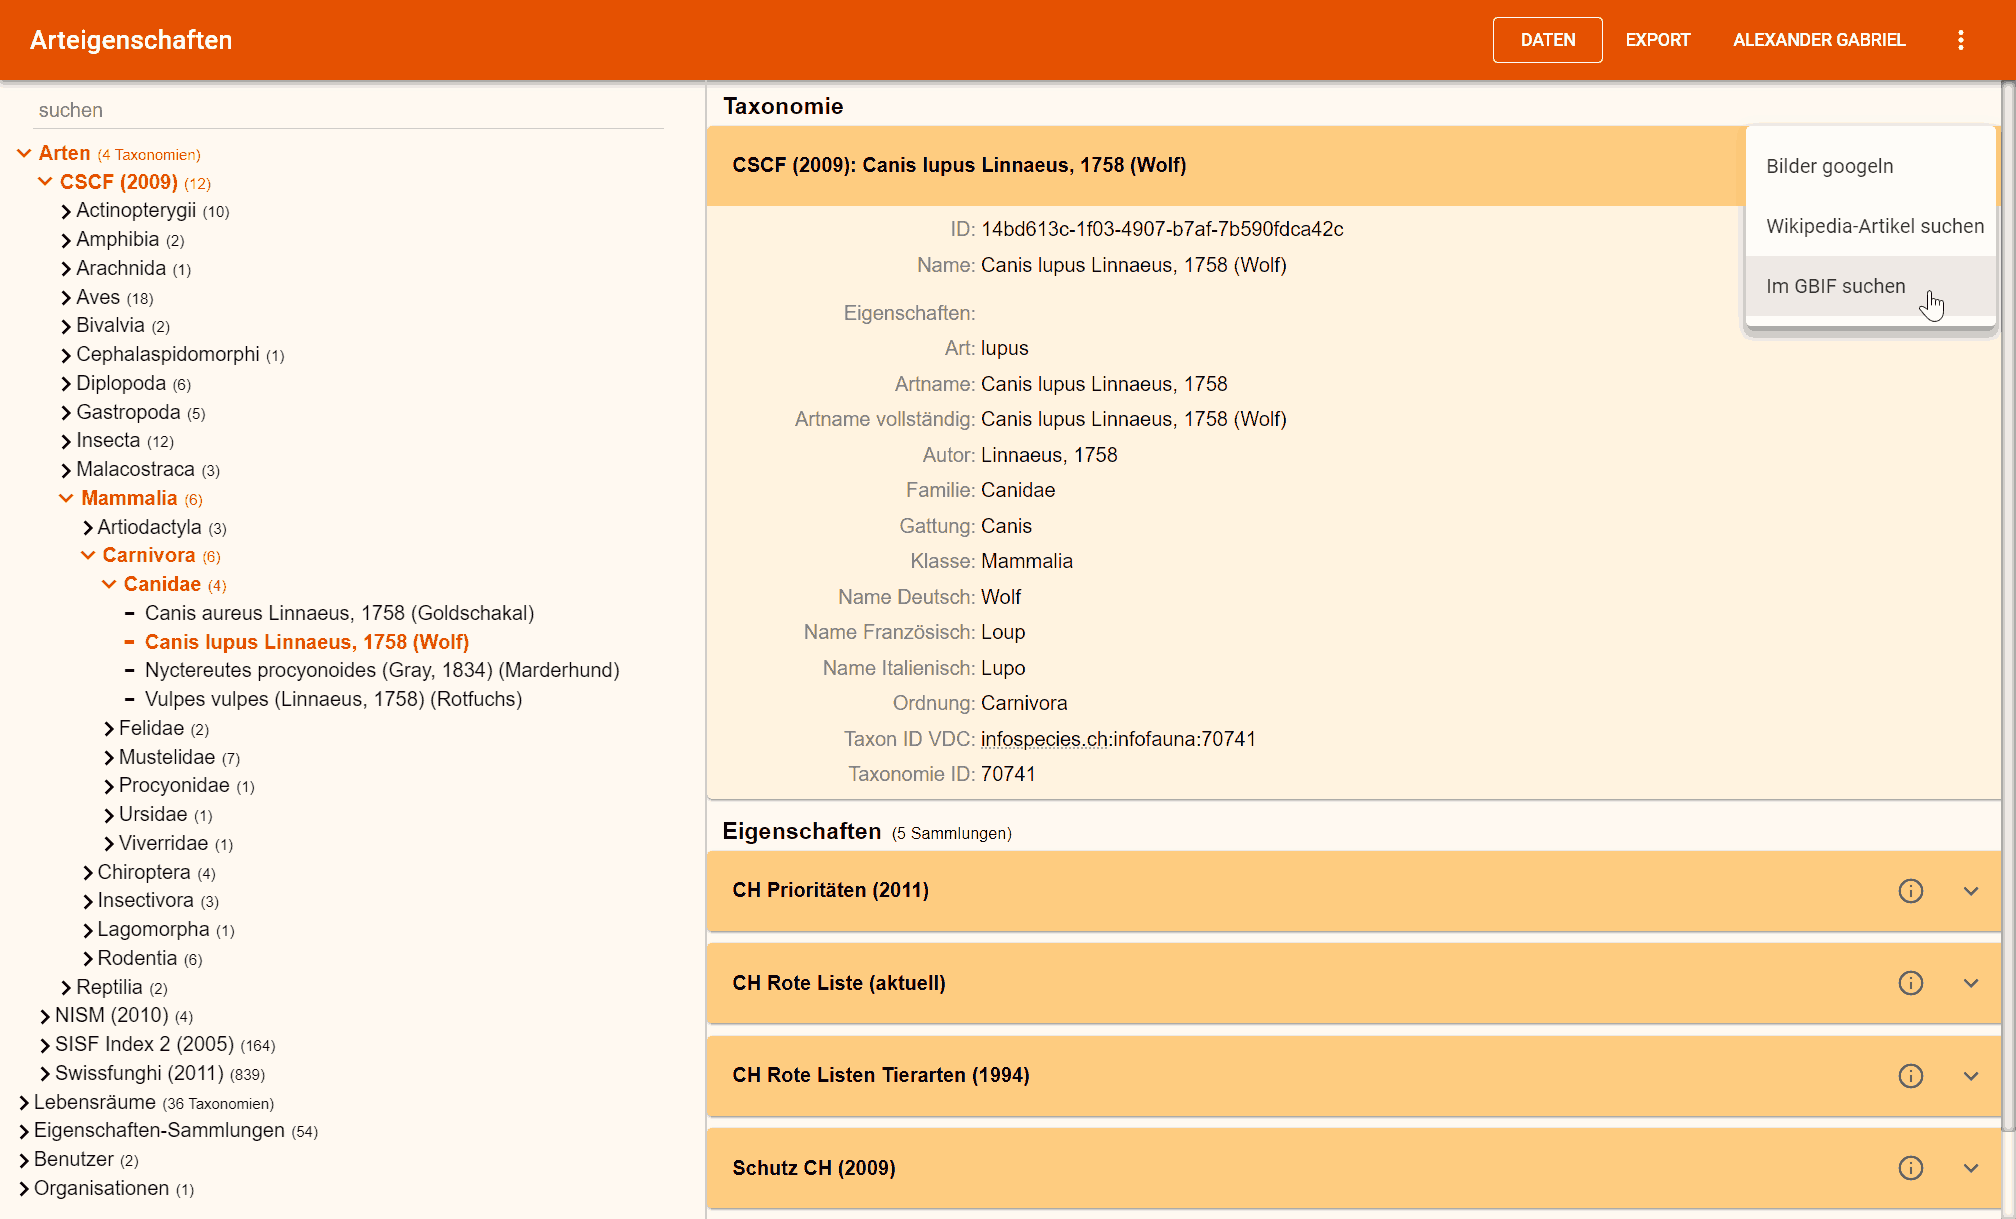 Arteigenschaften
DATEN
EXPORT
ALEXANDER GABRIEL
suchen
Arten (4 Taxonomien)
CSCF (2009) (12)
Actinopterygii (10)
Amphibia (2)
Arachnida (1)
Aves (18)
Bivalvia (2)
Cephalaspidomorphi (1)
Diplopoda (6)
Gastropoda (5)
Insecta (12)
Malacostraca (3)
Mammalia (6)
Artiodactyla (3)
Carnivora (6)
Canidae (4)
Canis aureus Linnaeus, 1758 (Goldschakal)
Canis lupus Linnaeus, 1758 (Wolf)
Nyctereutes procyonoides (Gray, 1834) (Marderhund)
Vulpes vulpes (Linnaeus, 1758) (Rotfuchs)
Felidae (2)
Mustelidae (7)
Procyonidae (1)
Ursidae (1)
Viverridae (1)
Chiroptera (4)
Insectivora (3)
Lagomorpha (1)
Rodentia (6)
Reptilia (2)
NISM (2010) (4)
SISF Index 2 (2005) (164)
Swissfunghi (2011) (839)
Lebensräume (36 Taxonomien)
Eigenschaften-Sammlungen (54)
Benutzer (2)
Organisationen (1)
Taxonomie
CSCF (2009): Canis lupus Linnaeus, 1758 (Wolf)
Bilder googeln
Wikipedia-Artikel suchen
Im GBIF suchen
ID: 14bd613c-1f03-4907-b7af-7b590fdca42c
Name: Canis lupus Linnaeus, 1758 (Wolf)
Eigenschaften:
Art: lupus
Artname: Canis lupus Linnaeus, 1758
Artname vollständig: Canis lupus Linnaeus, 1758 (Wolf)
Autor: Linnaeus, 1758
Familie: Canidae
Gattung: Canis
Klasse: Mammalia
Name Deutsch: Wolf
Name Französisch: Loup
Name Italienisch: Lupo
Ordnung: Carnivora
Taxon ID VDC: infospecies.ch:infofauna:70741
Taxonomie ID: 70741
Eigenschaften (5 Sammlungen)
CH Prioritäten (2011)
CH Rote Liste (aktuell)
CH Rote Listen Tierarten (1994)
Schutz CH (2009)